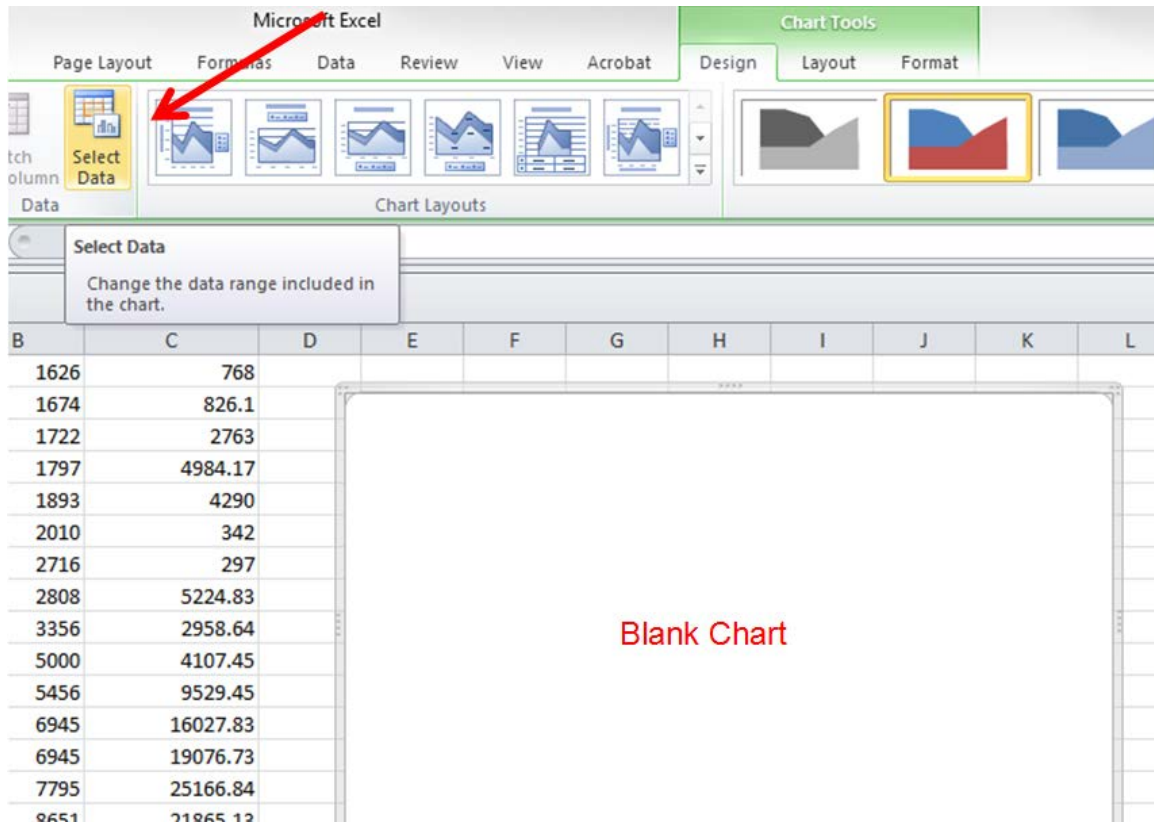 Microsoft Excel
Chart Tools
Page Layout Formulas Data Review View Acrobat Design Layout Format
tch
olumn
Select
Data
Data
Chart Layouts
Select Data
Change the data range included in
the chart.
B C D E F G H I J K L
1626 768
1674 826.1
1722 2763
1797 4984.17
1893 4290
2010 342
2716 297
2808 5224.83
3356 2958.64
5000 4107.45
5456 9529.45
6945 16027.83
6945 19076.73
7795 25166.84
8651 21865.13
Blank Chart